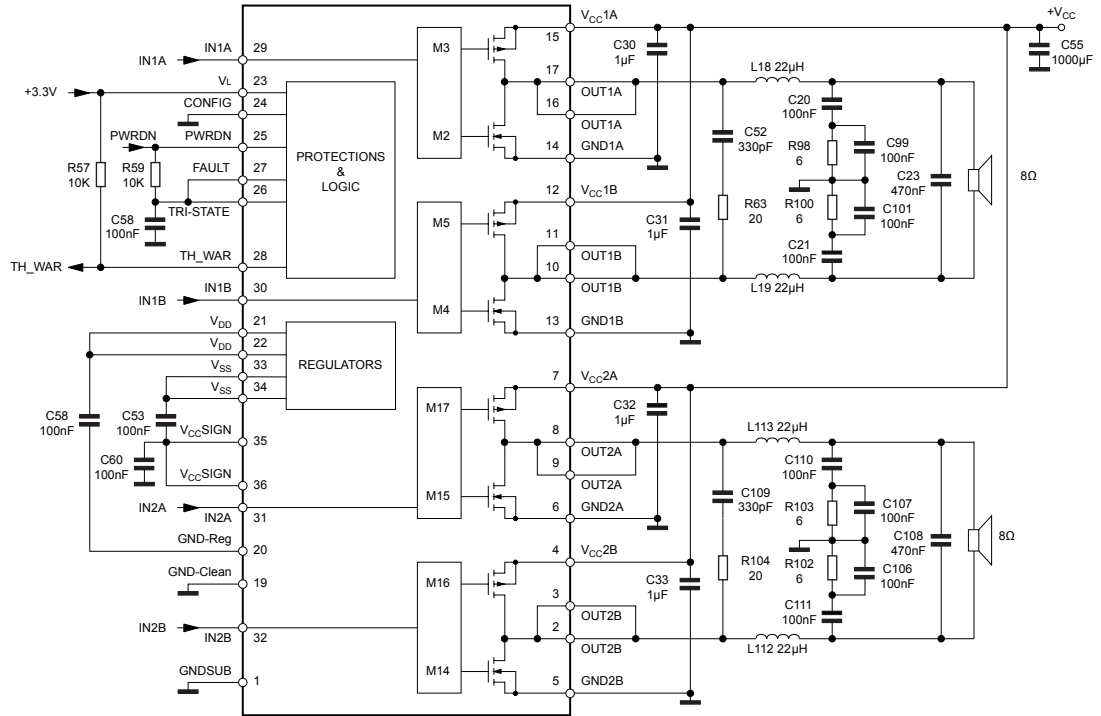 VCC1A
+VCC
15
IN1A
29
M3
C30
1µF
C55
1000µF
IN1A
17
L18 22µH
VL
23
+3.3V
OUT1A
C20
100nF
CONFIG
24
16
OUT1A
C52
330pF
PWRDN
PWRDN
25
M2
14
GND1A
R98
6
C99
100nF
PROTECTIONS
&
LOGIC
R57
10K
R59
10K
FAULT
27
C23
470nF
8Ω
26
12
VCC1B
TRI-STATE
C58
100nF
R63
20
R100
6
C101
100nF
M5
C31
1µF
11
OUT1B
C21
100nF
TH_WAR
TH_WAR
28
10
OUT1B
L19 22µH
IN1B
IN1B
30
M4
13
GND1B
VDD
21
VDD
22
REGULATORS
VSS
33
VSS
34
7
VCC2A
C58
100nF
C53
100nF
M17
C32
1µF
8
L113 22µH
VCCSIGN
35
OUT2A
C60
100nF
9
C110
100nF
VCCSIGN
36
OUT2A
M15
C109
330pF
IN2A
IN2A
31
6
GND2A
R103
6
C107
100nF
GND-Reg
20
C108
470nF
8Ω
4
VCC2B
GND-Clean
19
M16
C33
1µF
R104
20
R102
6
C106
100nF
3
OUT2B
C111
100nF
IN2B
IN2B
32
2
OUT2B
L112 22µH
M14
GNDSUB
1
5
GND2B